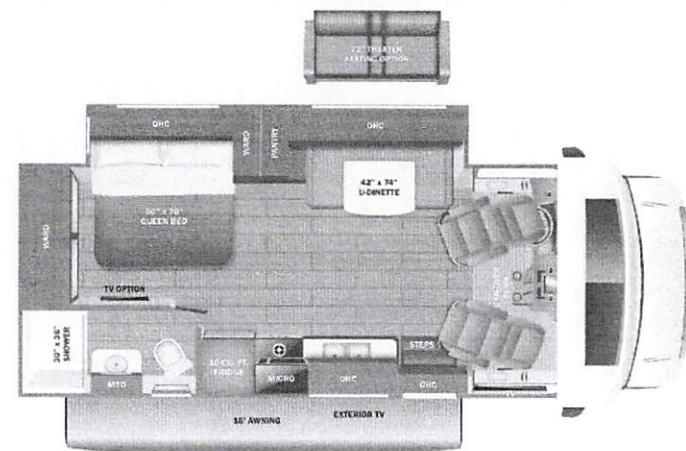 72" THEATER
SEATING OPTION
OHC
WARD
PANTRY
OHC
42" x 74"
U-DINETTE
60" x 70"
QUEEN BED
WARD
TV OPTION
30" x 36"
SHOWER
MED
10 CU. FT.
FRIDGE
MICRO
OHC
STEPS
OHC
TV
16' AWNING
EXTERIOR TV